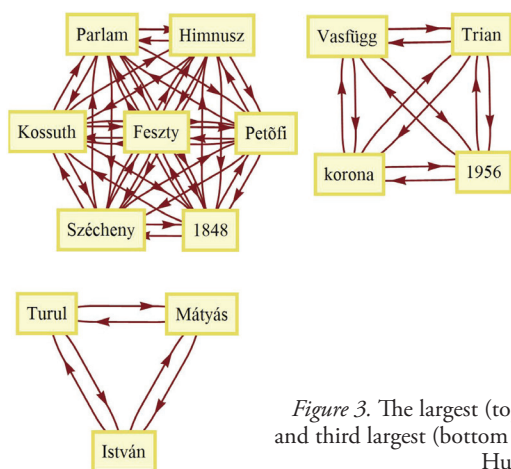 Parlam Himnusz
Kossuth Feszty Petõfi
Szécheny 1848
Vasfügg Trian
korona 1956
Turul Mátyás
István
Figure 3. The largest (to
and third largest (bottom
Hu